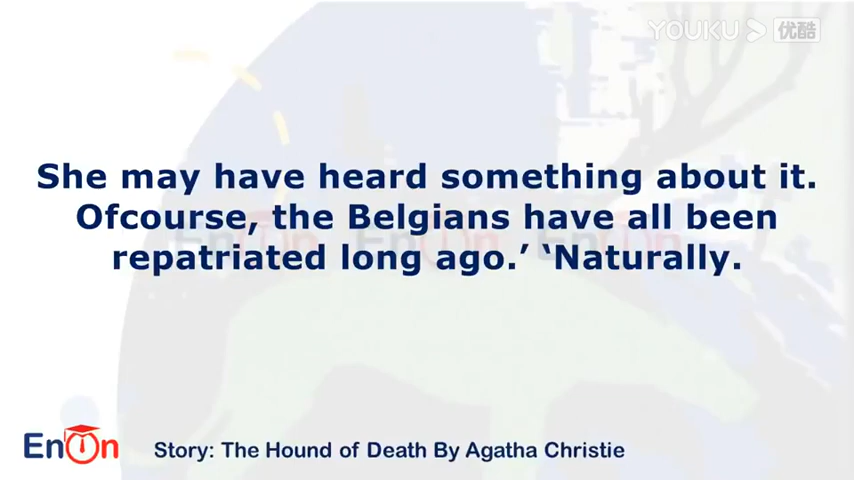 YOUKU 优酷
She may have heard something about it.
Ofcourse, the Belgians have all been
repatriated long ago.’ ‘Naturally.
EnOn
Story: The Hound of Death By Agatha Christie